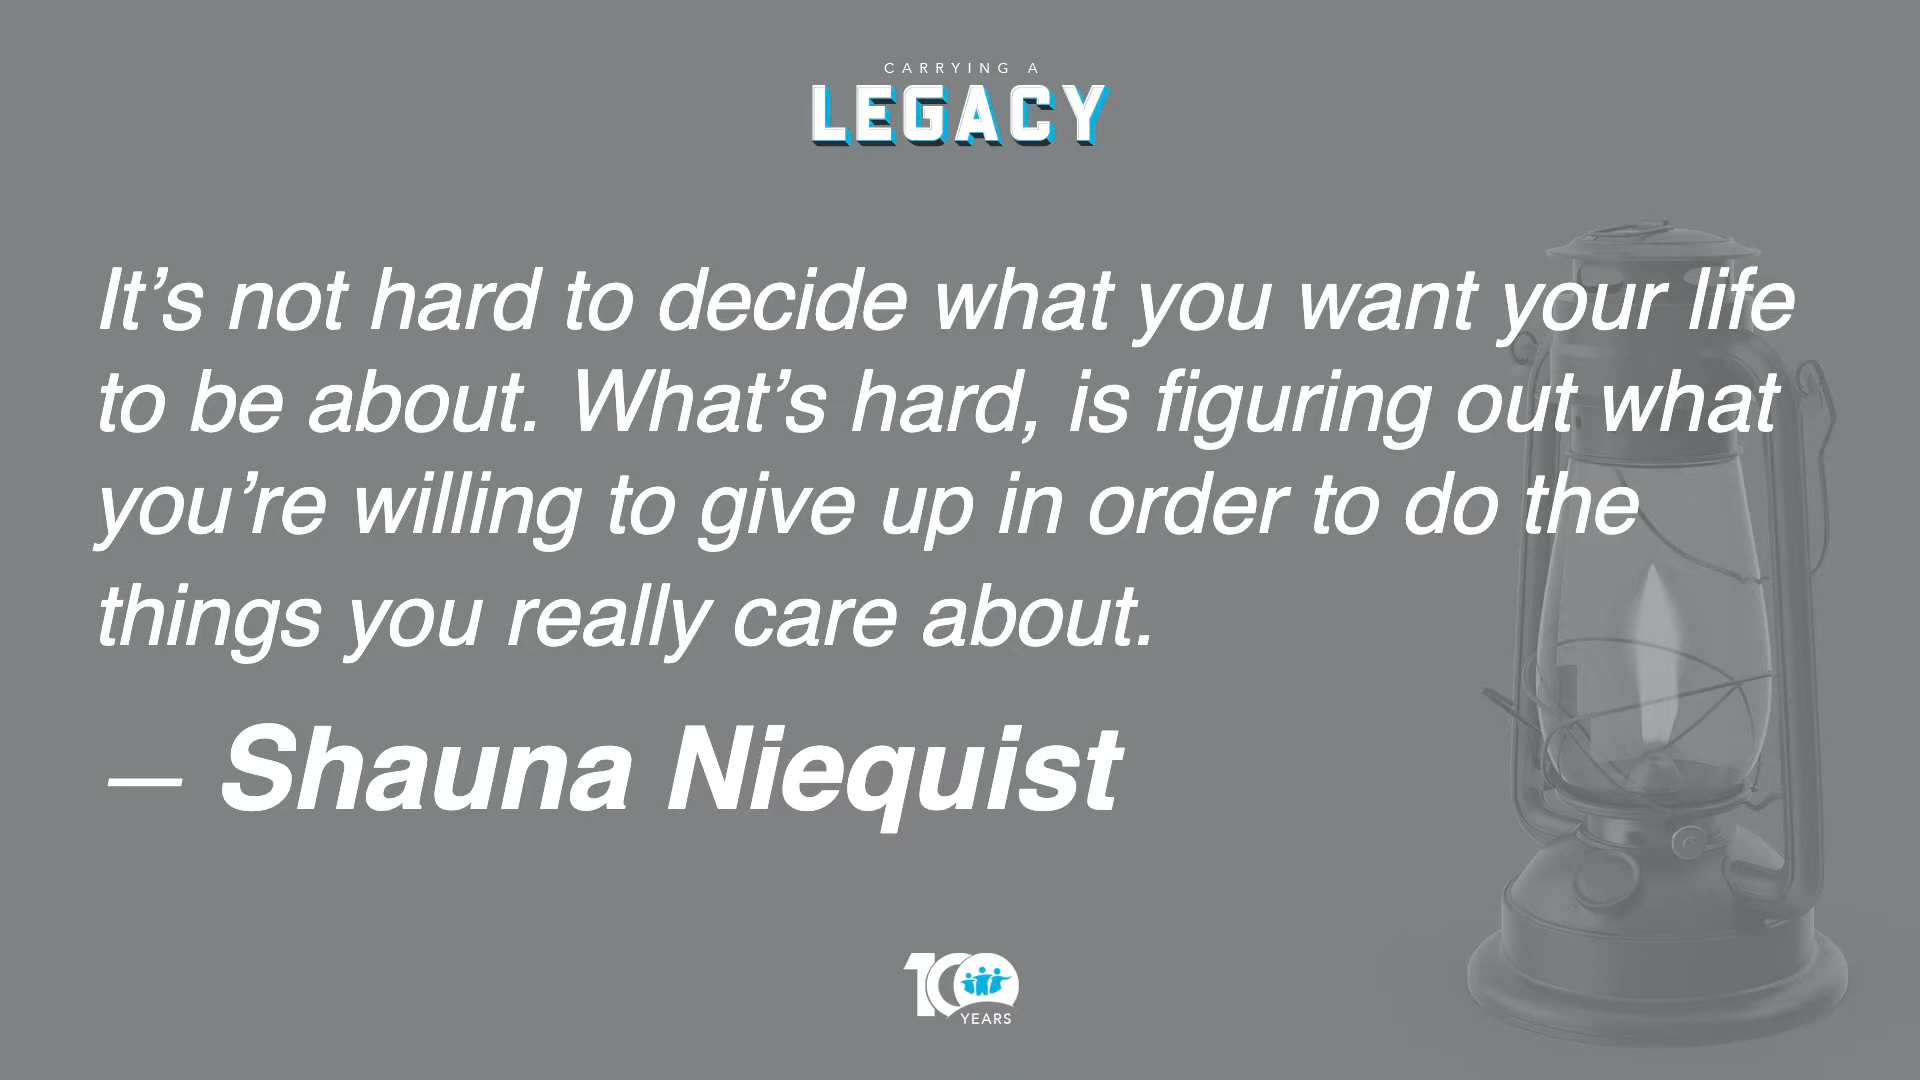 CARRYING A
LEGACY
It’s not hard to decide what you want your life
to be about. What’s hard, is figuring out what
you’re willing to give up in order to do the
things you really care about.
— Shauna Niequist
100
YEARS